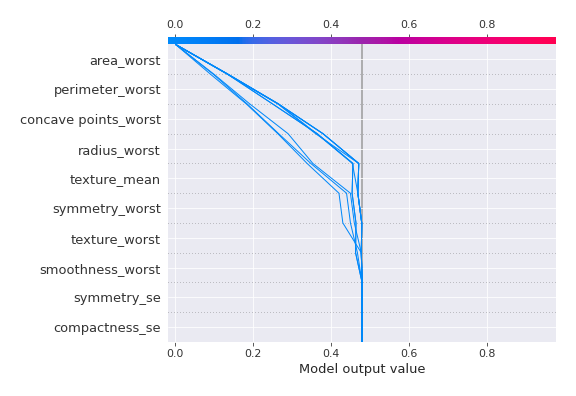 0.0 0.2 0.4 0.6 0.8
area_worst
perimeter_worst
concave points_worst
radius_worst
texture_mean
symmetry_worst
texture_worst
smoothness_worst
symmetry_se
compactness_se
0.0 0.2 0.4 0.6 0.8
Model output value